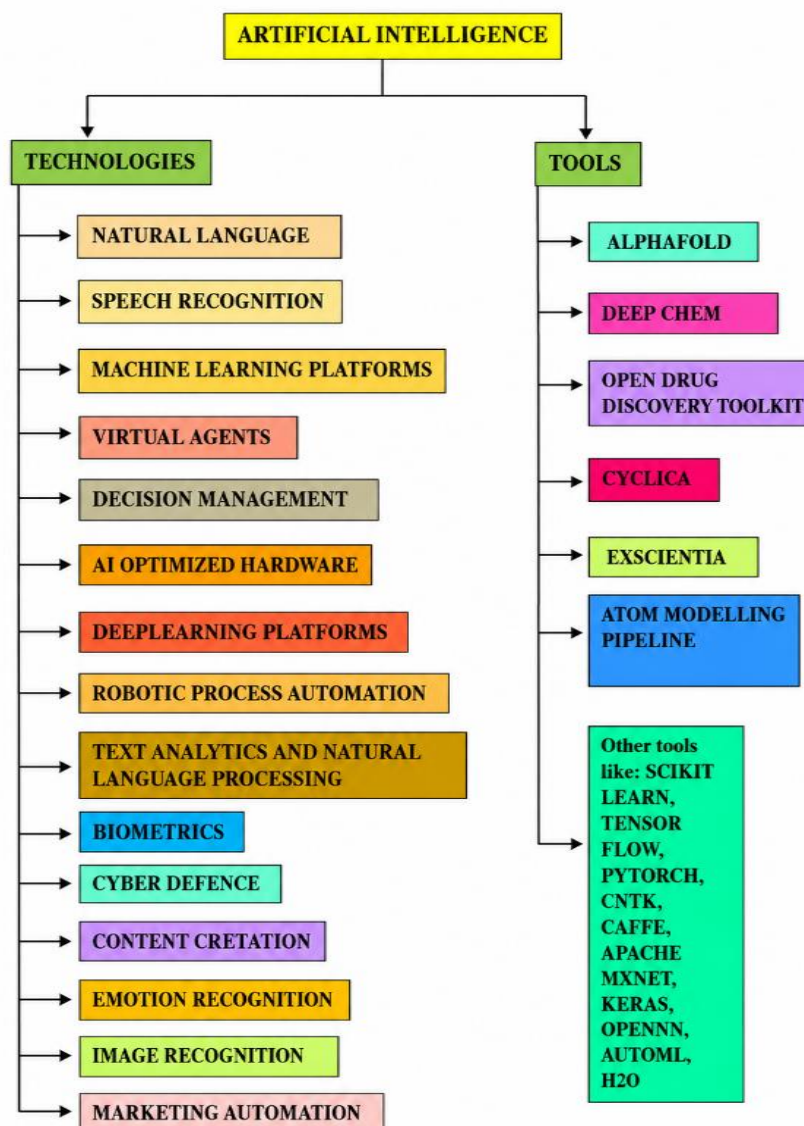 ARTIFICIAL INTELLIGENCE
TECHNOLOGIES
NATURAL LANGUAGE
SPEECH RECOGNITION
MACHINE LEARNING PLATFORMS
VIRTUAL AGENTS
DECISION MANAGEMENT
AI OPTIMIZED HARDWARE
DEEPLEARNING PLATFORMS
ROBOTIC PROCESS AUTOMATION
TEXT ANALYTICS AND NATURAL
LANGUAGE PROCESSING
BIOMETRICS
CYBER DEFENCE
CONTENT CRETATION
EMOTION RECOGNITION
IMAGE RECOGNITION
MARKETING AUTOMATION
TOOLS
ALPHAFOLD
DEEP CHEM
OPEN DRUG
DISCOVERY TOOLKIT
CYCLICA
EXSCIENTIA
ATOM MODELLING
PIPELINE
Other tools
like: SCIKIT
LEARN,
TENSOR
FLOW,
PYTORCH,
CNTK,
CAFFE,
APACHE
MXNET,
KERAS,
OPENNN,
AUTOML,
H2O